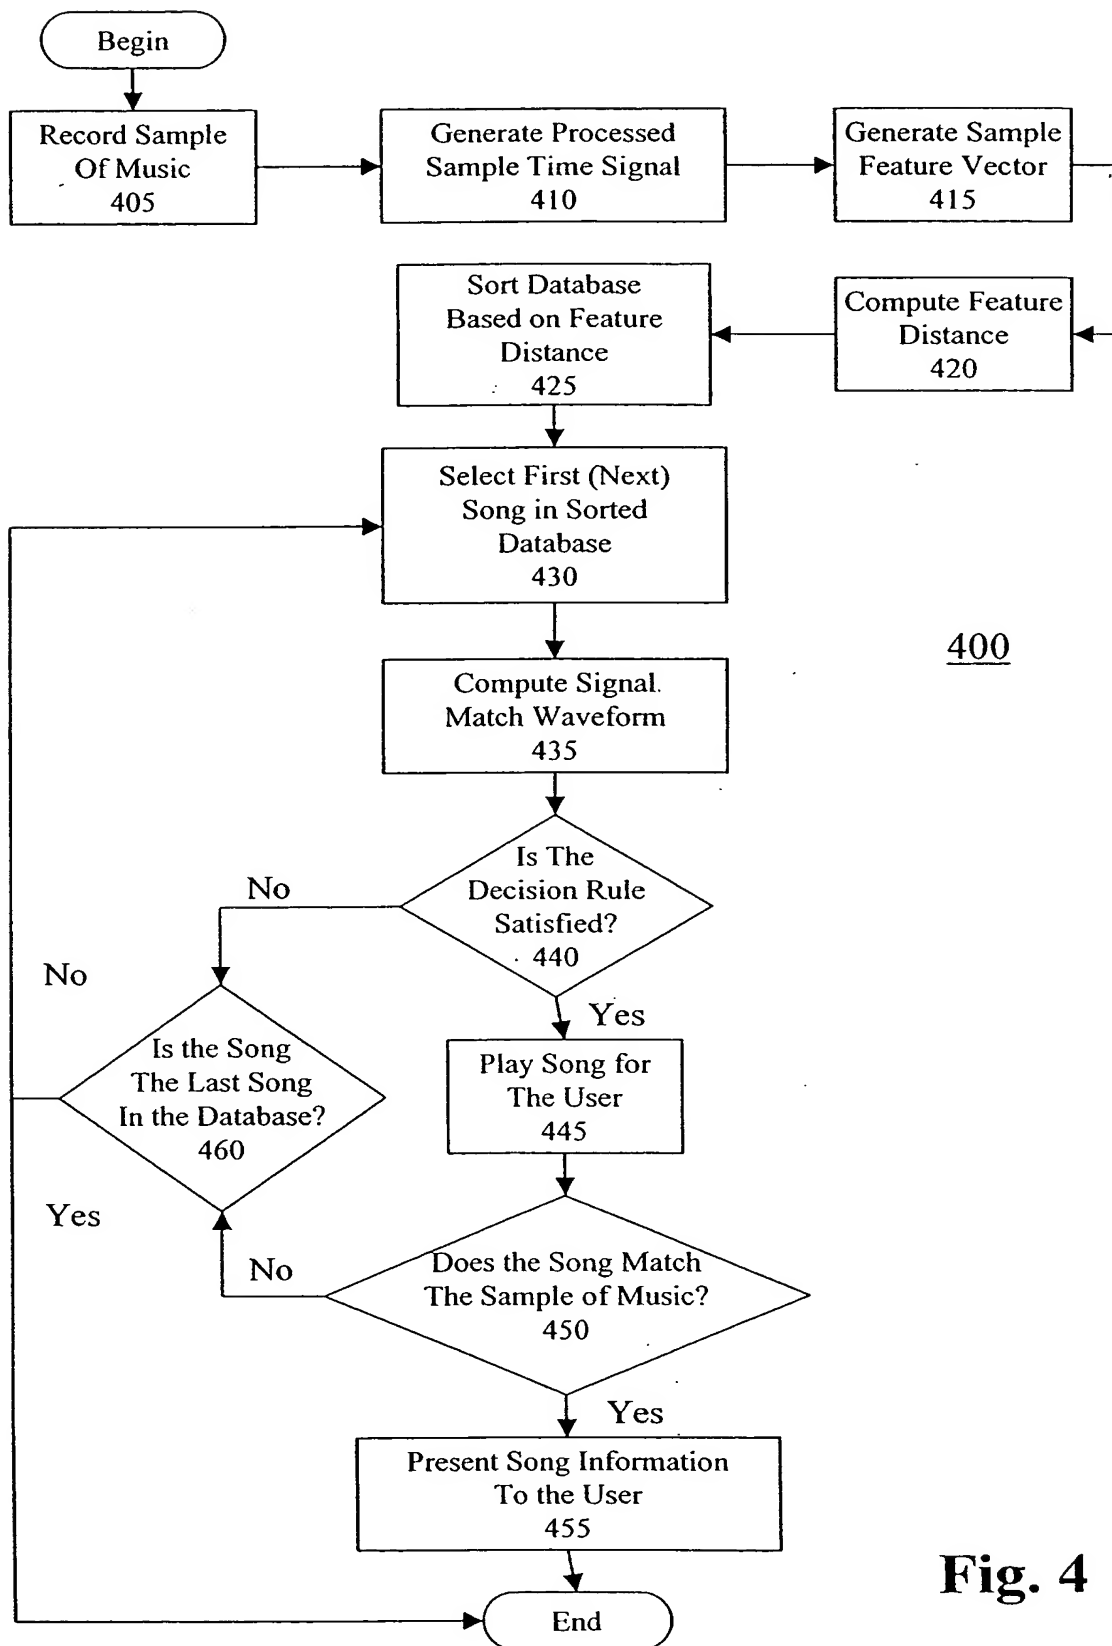 Begin
Record Sample
Of Music
405
Generate Processed
Sample Time Signal
410
Generate Sample
Feature Vector
415
Sort Database
Based on Feature
Distance
425
Compute Feature
Distance
420
Select First (Next)
Song in Sorted
Database
430
400
Compute Signal.
Match Waveform
435
Is The
Decision Rule
Satisfied?
440
No
No
Yes
Is the Song
The Last Song
In the Database?
460
Play Song for
The User
445
Yes
No
Does the Song Match
The Sample of Music?
450
Yes
Present Song Information
To the User
455
End
Fig. 4